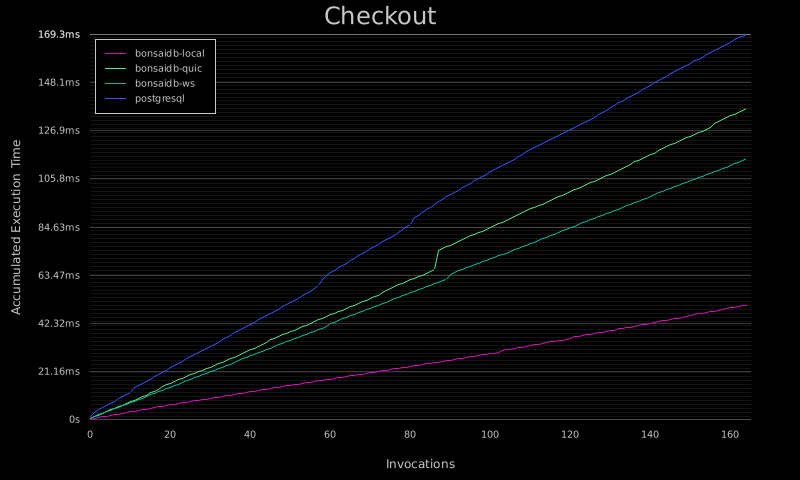 Checkout
169.3ms
148.1ms
126.9ms
105.8ms
84.63ms
63.47ms
42.32ms
21.16ms
0s
bonsaidb-local
bonsaidb-quic
bonsaidb-ws
postgresql
Accumulated Execution Time
0 20 40 60 80 100 120 140 160
Invocations